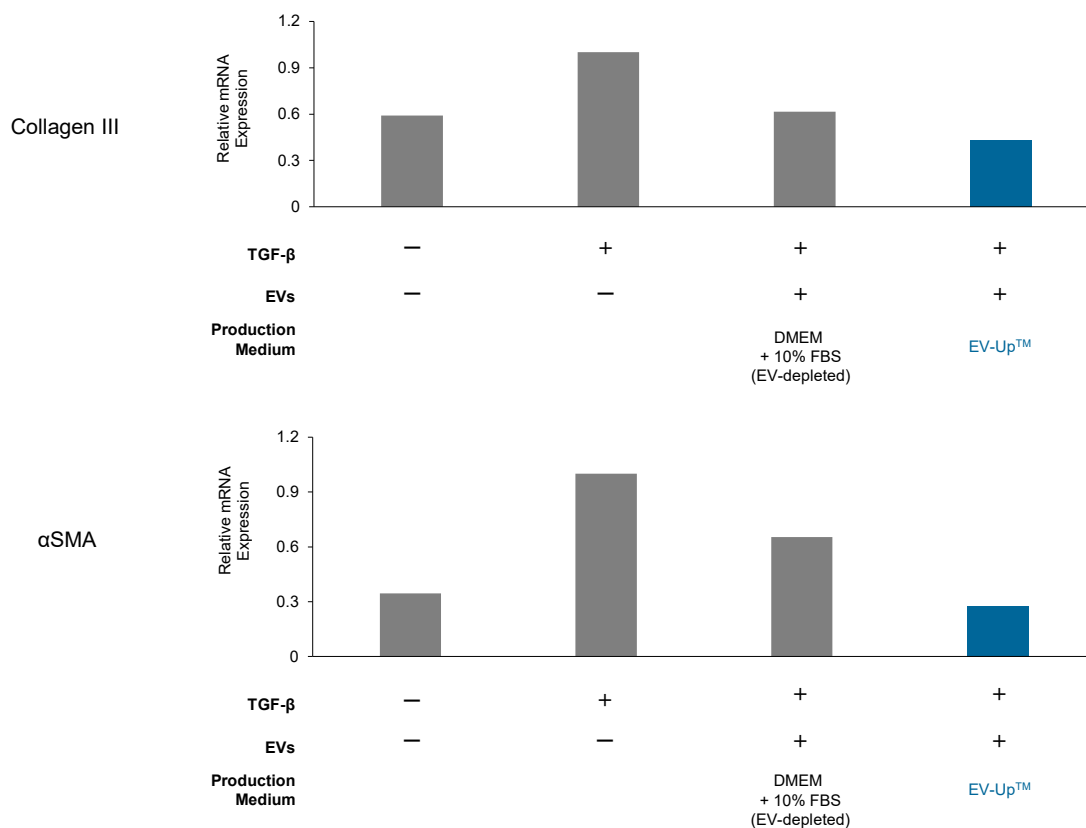 Collagen III
Relative mRNA
Expression
1.2
0.9
0.6
0.3
0
TGF-β − + + +
EVs − − + +
Production
Medium
DMEM
+ 10% FBS
(EV-depleted)
EV-Up™
αSMA
Relative mRNA
Expression
1.2
0.9
0.6
0.3
0
TGF-β − + + +
EVs − − + +
Production
Medium
DMEM
+ 10% FBS
(EV-depleted)
EV-Up™